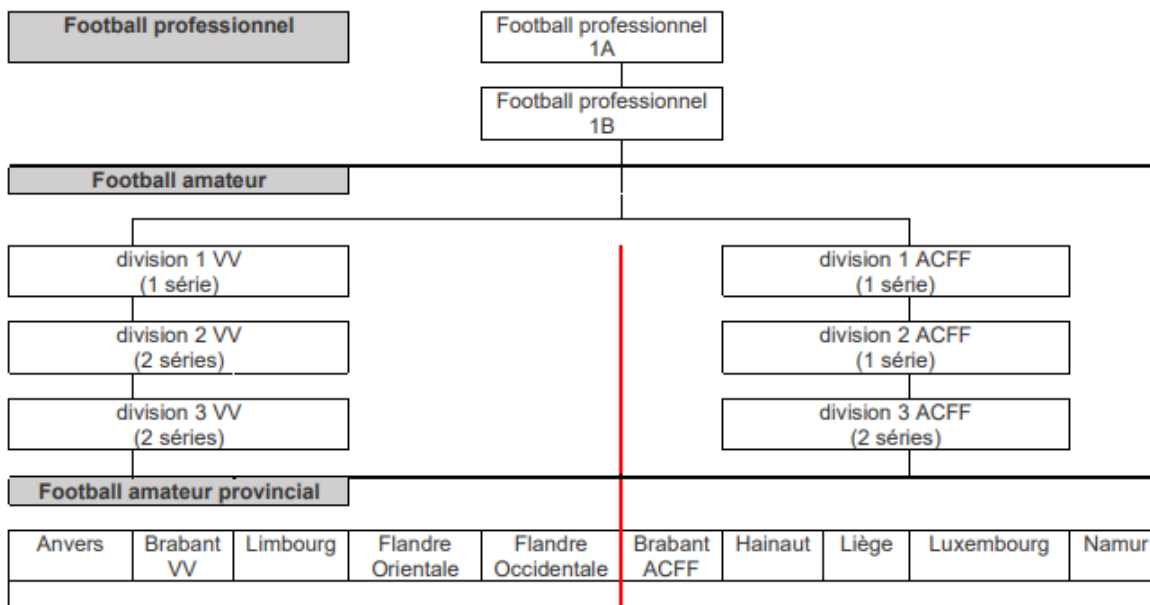 Football professionnel
Football professionnel
1A
Football professionnel
1B
Football amateur
division 1 VV
(1 série)
division 1 ACFF
(1 série)
division 2 VV
(2 séries)
division 2 ACFF
(1 série)
division 3 VV
(2 séries)
division 3 ACFF
(2 séries)
Football amateur provincial
Anvers
Brabant
VV
Limbourg
Flandre
Orientale
Flandre
Occidentale
Brabant
ACFF
Hainaut
Liège
Luxembourg
Namur